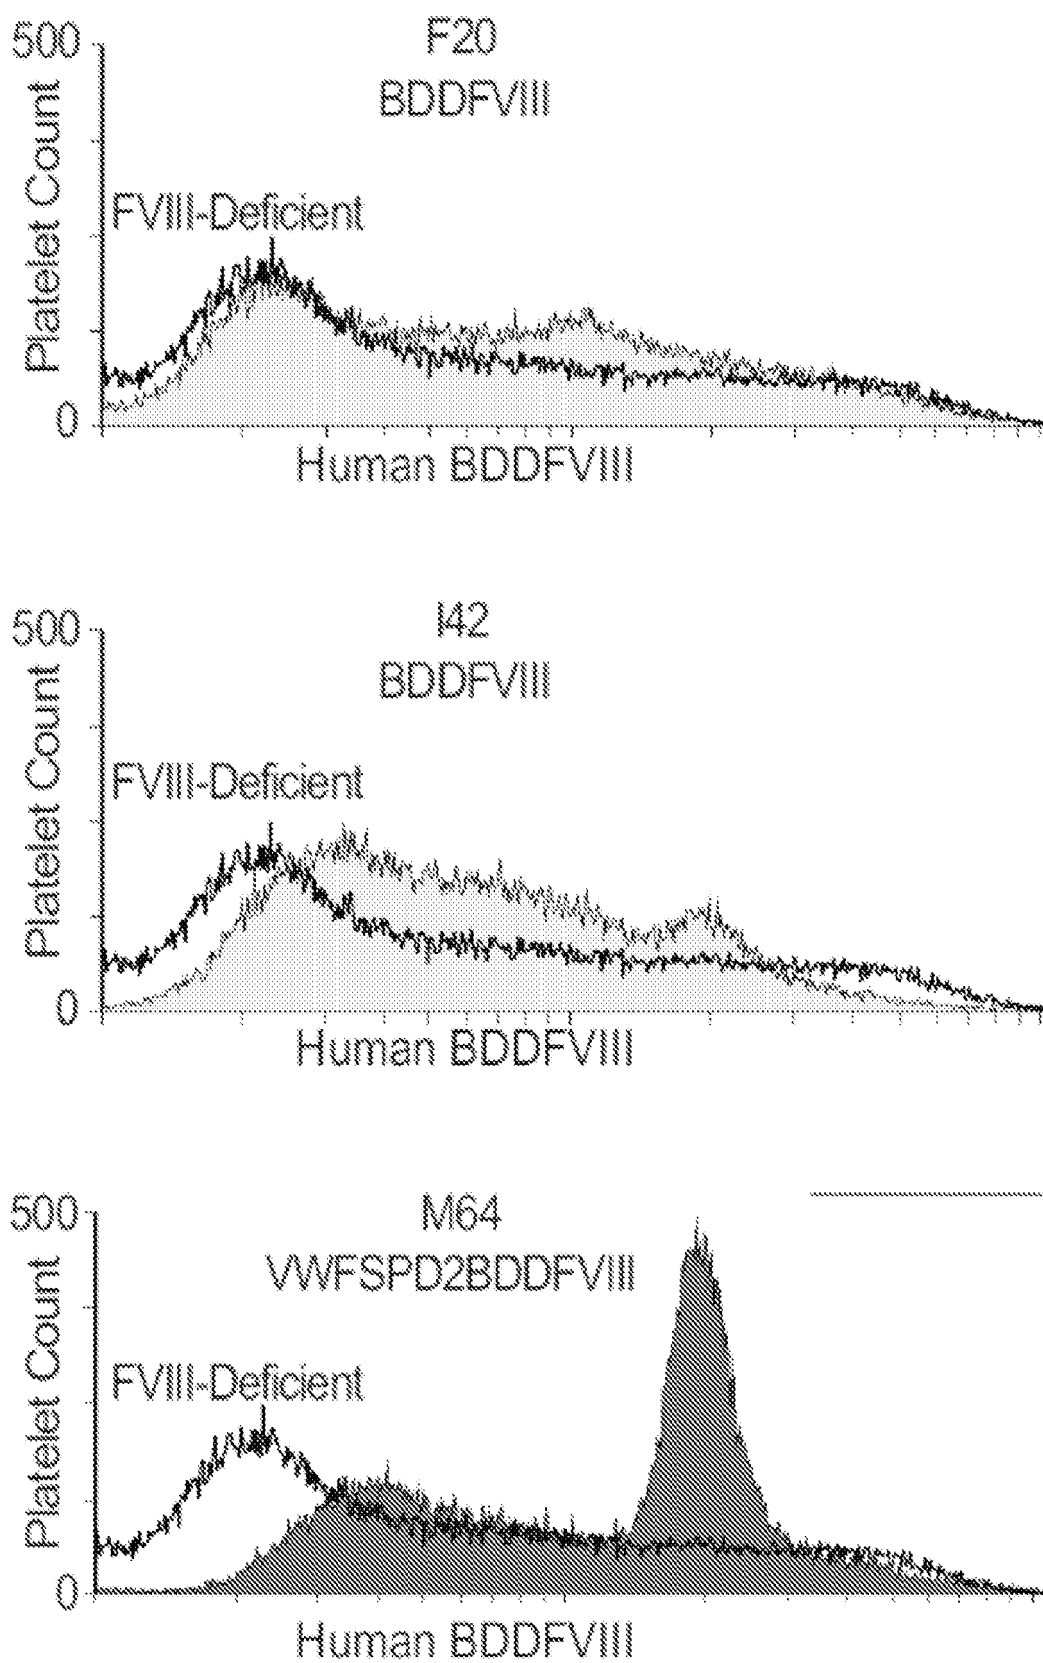 500
F20
BDDFVIII
Platelet Count
FVIII-Deficient
0
Human BDDFVIII
500
I42
BDDFVIII
Platelet Count
FVIII-Deficient
0
Human BDDFVIII
500
M64
VWFSPD2BDDFVIII
Platelet Count
FVIII-Deficient
0
Human BDDFVIII